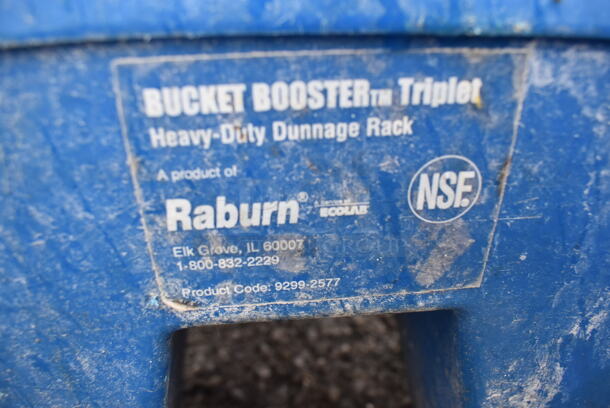 BUCKET BOOSTER™ Triplet
Heavy-Duty Dunnage Rack
A product of
Raburn® ECOLAB
NSF
Elk Grove, IL 60007
1-800-832-2229
Product Code: 9299-2577